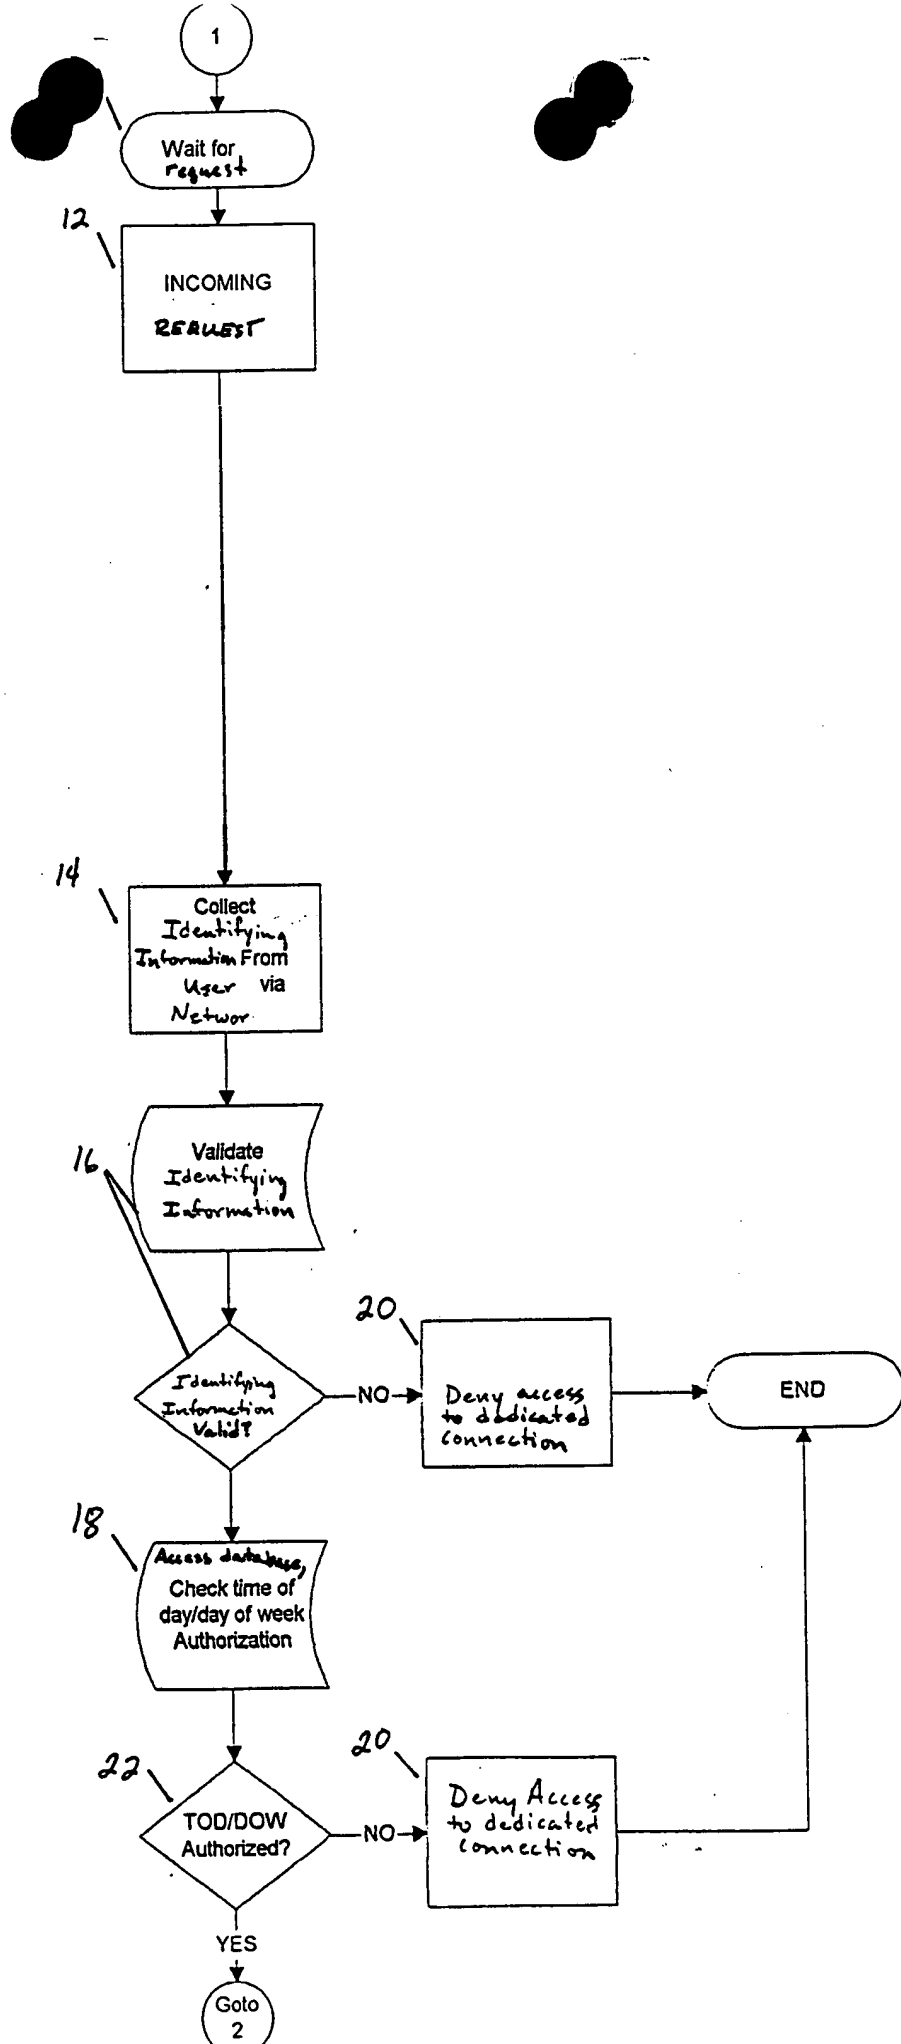 1
Wait for
request
12
INCOMING
REQUEST
14
Collect
Identifying
Information From
User via
Networ
16
Validate
Identifying
Information
20
Identifying
Information
Valid?
NO
Deny access
to dedicated
connection
END
18
Access database,
Check time of
day/day of week
Authorization
22
20
TOD/DOW
Authorized?
NO
Deny Access
to dedicated
connection
YES
Goto
2